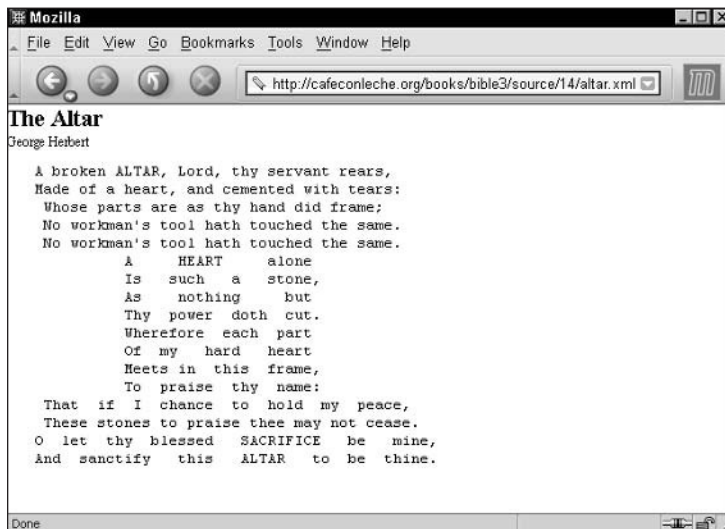 Mozilla
File Edit View Go Bookmarks Tools Window Help
http://cafeconleche.org/books/bible3/source/14/altar.xml
The Altar
George Herbert
A broken ALTAR, Lord, thy servant rears,
Made of a heart, and cemented with tears:
Whose parts are as thy hand did frame;
No workman's tool hath touched the same.
No workman's tool hath touched the same.
A HEART alone
Is such a stone,
As nothing but
Thy power doth cut.
Wherefore each part
Of my hard heart
Meets in this frame,
To praise thy name:
That if I chance to hold my peace,
These stones to praise thee may not cease.
O let thy blessed SACRIFICE be mine,
And sanctify this ALTAR to be thine.
Done